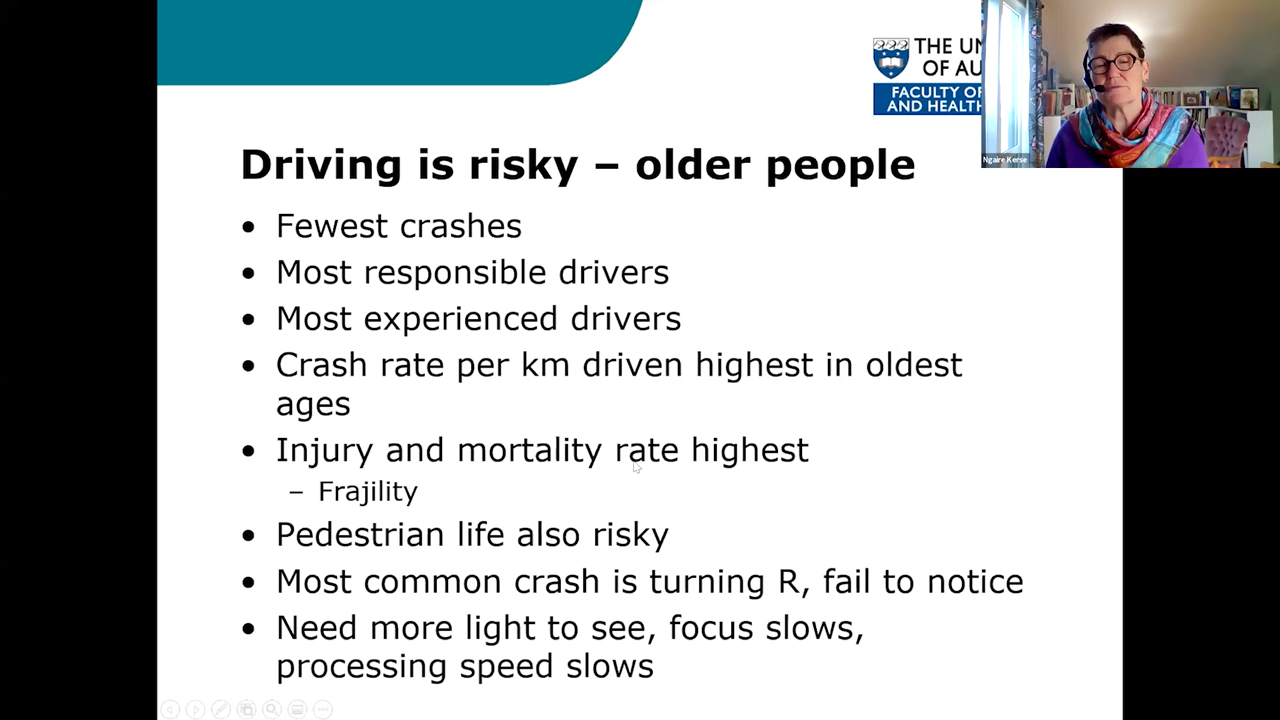 THE UN
OF AU
FACULTY OF
AND HEALTH
Ngaire Kerse
Driving is risky – older people
• Fewest crashes
• Most responsible drivers
• Most experienced drivers
• Crash rate per km driven highest in oldest
ages
• Injury and mortality rate highest
– Frajility
• Pedestrian life also risky
• Most common crash is turning R, fail to notice
• Need more light to see, focus slows,
processing speed slows